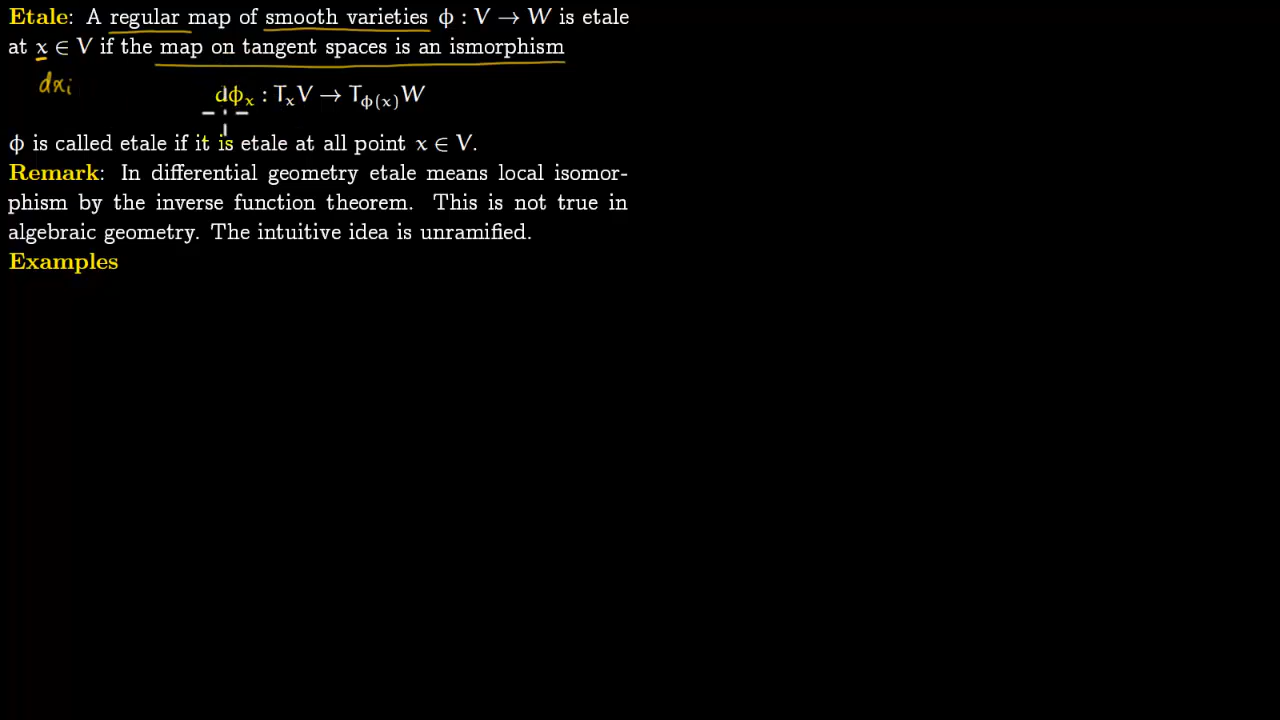 Etale: A regular map of smooth varieties ϕ : V → W is etale
at x ∈ V if the map on tangent spaces is an ismorphism
dxᵢ
dϕₓ : TₓV → T_ϕ(x)W
ϕ is called etale if it is etale at all point x ∈ V.
Remark: In differential geometry etale means local isomor-
phism by the inverse function theorem. This is not true in
algebraic geometry. The intuitive idea is unramified.
Examples